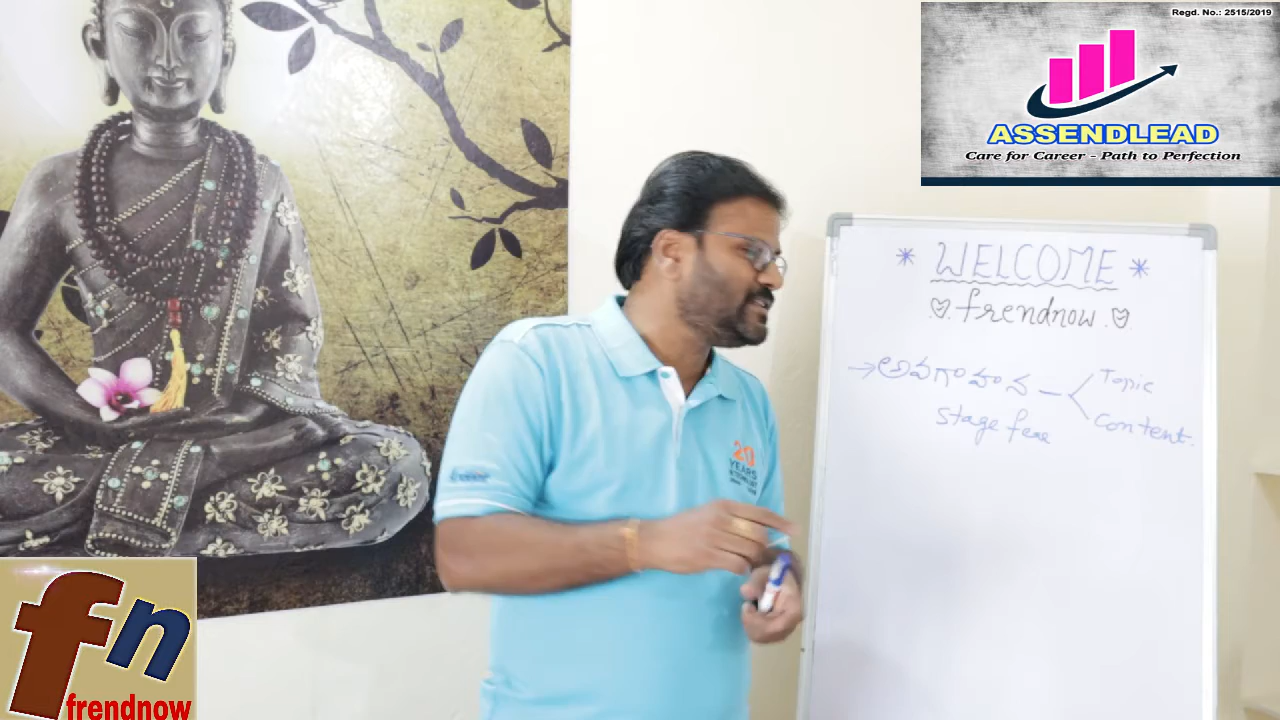 Regd. No.: 2515/2019
ASSENDLEAD
Care for Career - Path to Perfection
* WELCOME *
frendnow.
→ అవగాహన — < Topic
content.
stage fear
20
YEARS
fn
frendnow